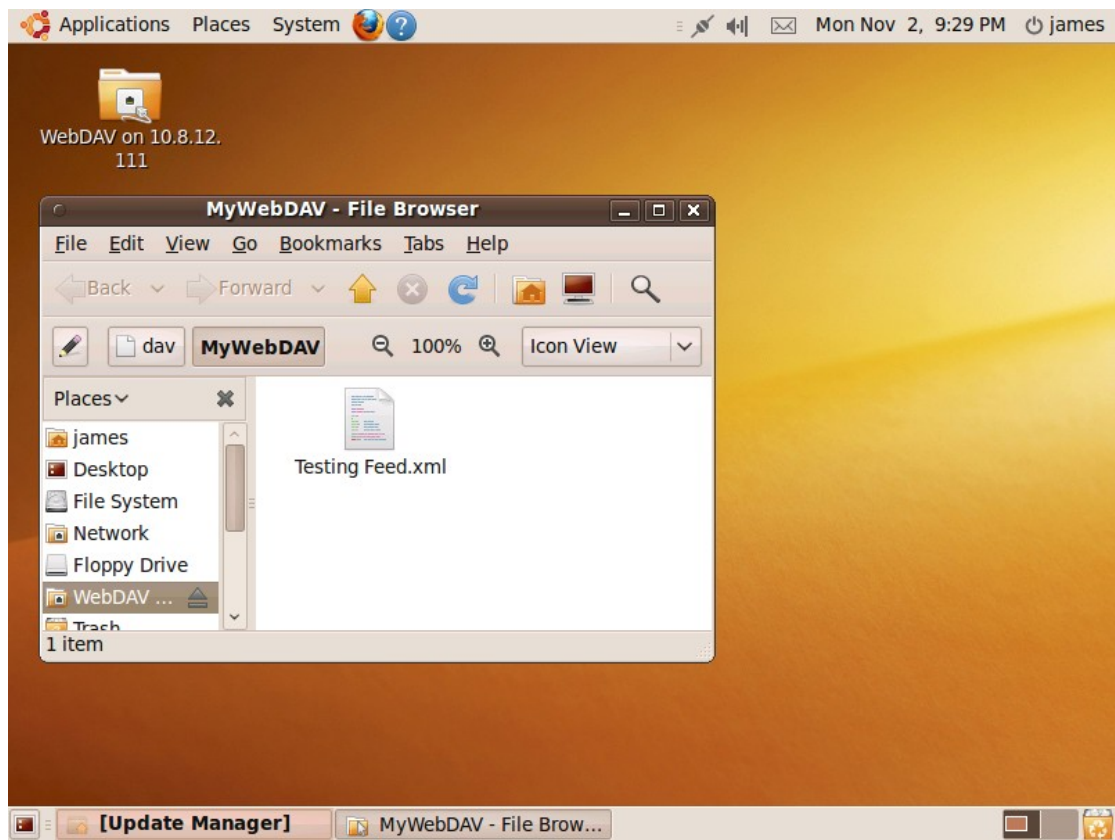 Applications Places System Mon Nov 2, 9:29 PM james
WebDAV on 10.8.12.
111
MyWebDAV - File Browser
File Edit View Go Bookmarks Tabs Help
Back Forward
dav MyWebDAV 100% Icon View
Places
james
Desktop
File System
Network
Floppy Drive
WebDAV ...
Trash
Testing Feed.xml
1 item
[Update Manager] MyWebDAV - File Brow...